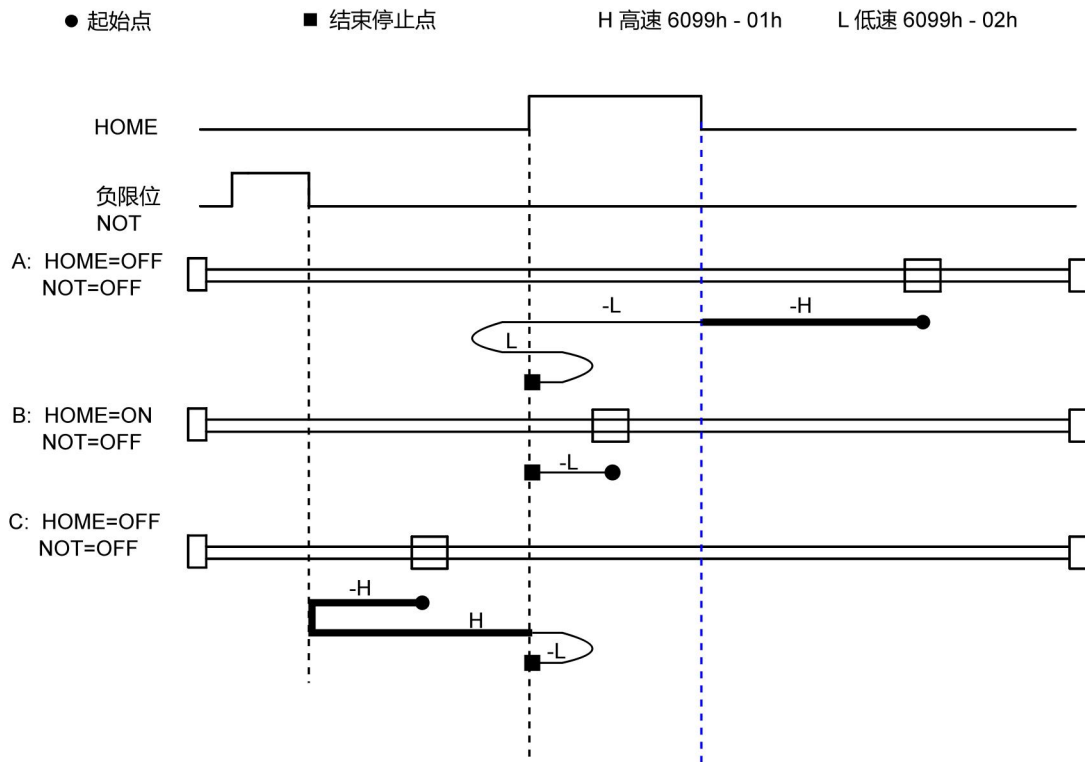 ● 起始点 ■ 结束停止点 H 高速 6099h - 01h L 低速 6099h - 02h
HOME
负限位
NOT
A: HOME=OFF
NOT=OFF
-L -H
L
B: HOME=ON
NOT=OFF
-L
C: HOME=OFF
NOT=OFF
-H
H
-L